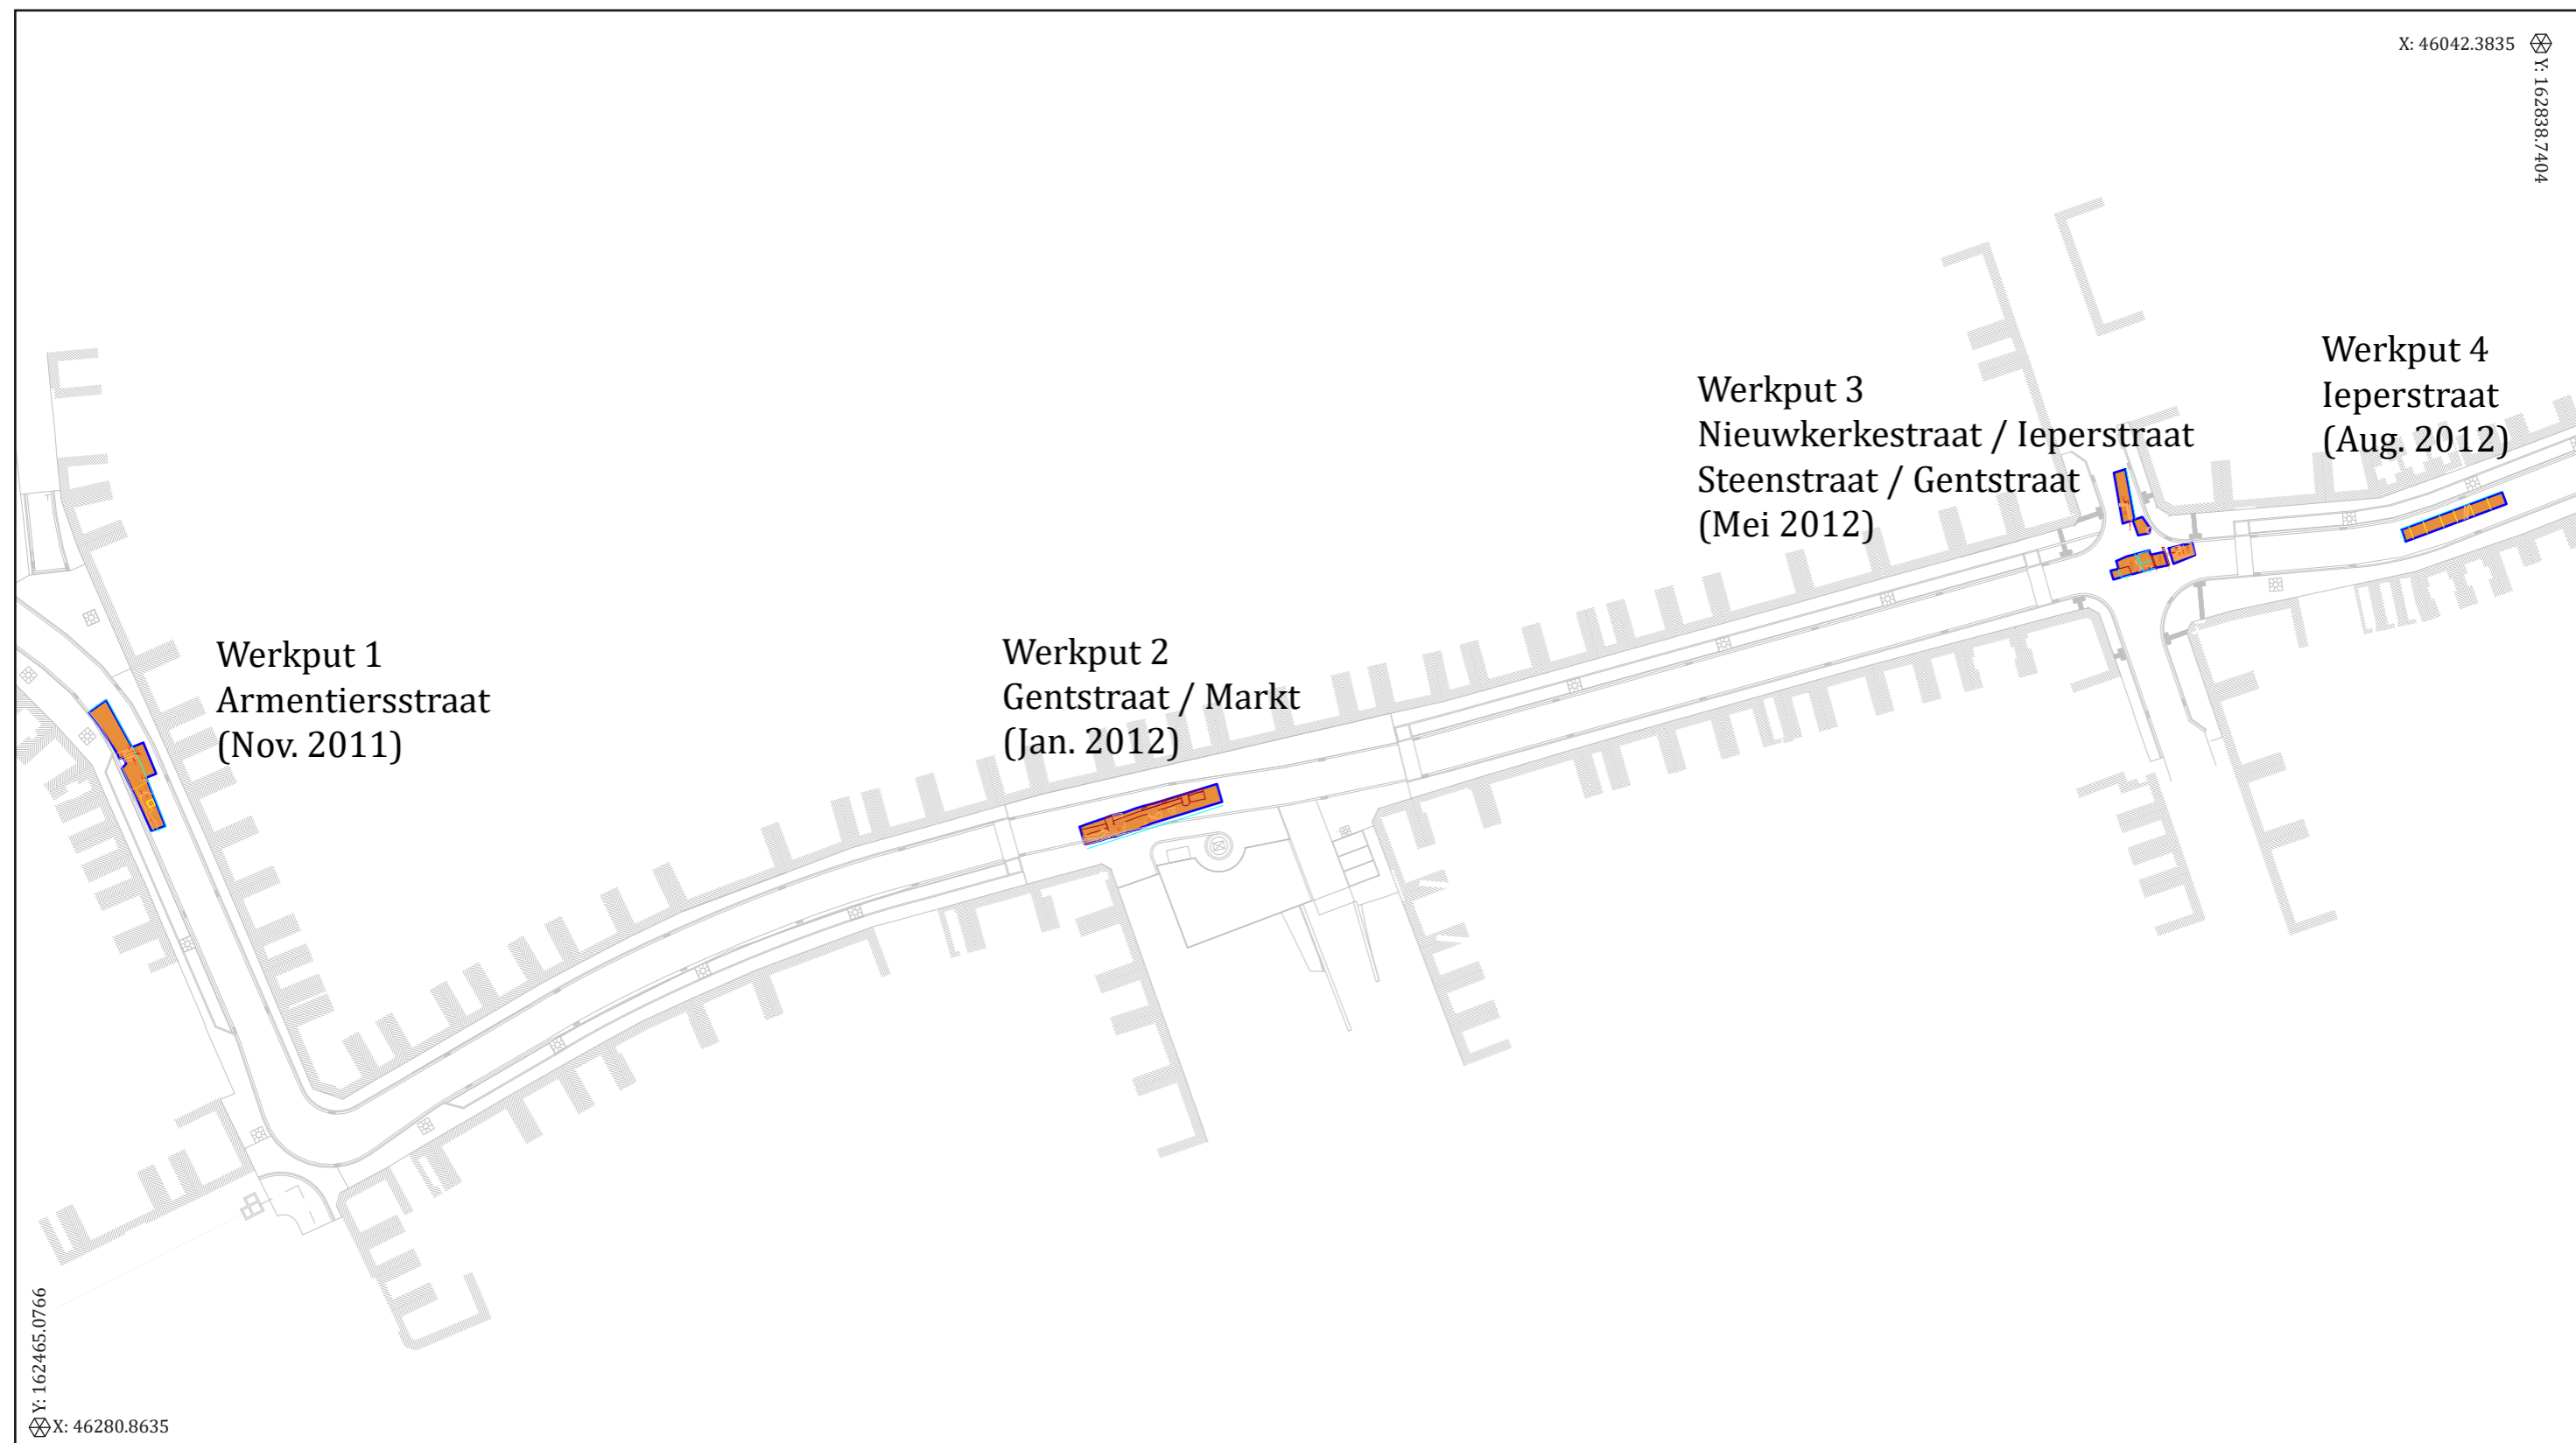 X: 46042.3835
Y: 162838.7404
Werkput 4
Ieperstraat
(Aug. 2012)
Werkput 3
Nieuwkerkestraat / Ieperstraat
Steenstraat / Gentstraat
(Mei 2012)
Werkput 1
Armentiersstraat
(Nov. 2011)
Werkput 2
Gentstraat / Markt
(Jan. 2012)
Y: 162465.0766
X: 46280.8635